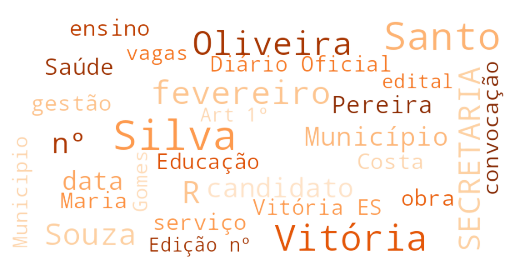 ensino
Oliveira
Santo
vagas
Saúde
Diário Oficial
edital
convocação
SECRETARIA
fevereiro
gestão
Pereira
Art 1º
nº
Silva
Município
Municipio
Educação
Costa
Gomes
data
R
candidato
Maria
Vitória ES
obra
serviço
Souza
Edição nº
Vitória